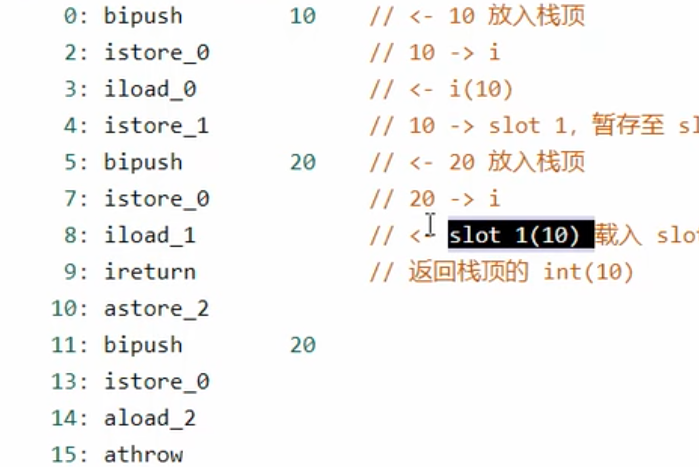 0: bipush 10 // <- 10 放入栈顶
2: istore_0 // 10 -> i
3: iload_0 // <- i(10)
4: istore_1 // 10 -> slot 1, 暂存至
5: bipush 20 // <- 20 放入栈顶
7: istore_0 // 20 -> i
8: iload_1 // <- slot 1(10) 载入
9: ireturn // 返回栈顶的 int(10)
10: astore_2
11: bipush 20
13: istore_0
14: aload_2
15: athrow